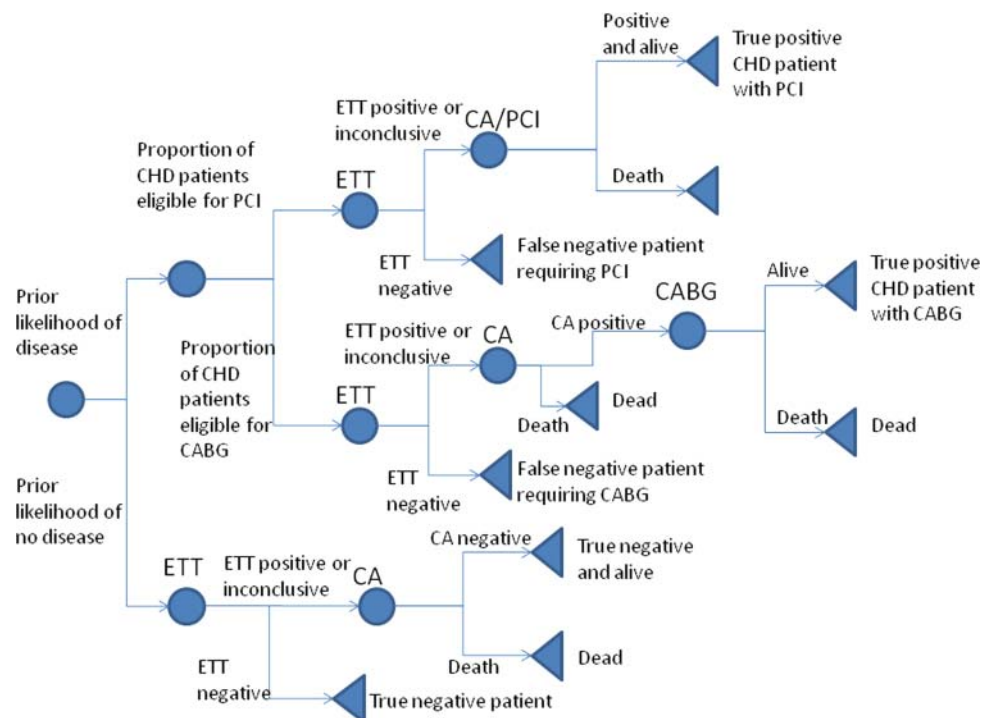 Positive
and alive
True positive
CHD patient
with PCI
ETT positive or
inconclusive
CA/PCI
Proportion of
CHD patients
eligible for PCI
ETT
Death
ETT
negative
False negative patient
requiring PCI
Alive
True positive
CHD patient
with CABG
CABG
Prior
likelihood of
disease
ETT positive or
inconclusive
CA
CA positive
Proportion
of CHD
patients
eligible for
CABG
ETT
Death
Dead
Death
Dead
ETT
negative
False negative patient
requiring CABG
Prior
likelihood of
no disease
CA negative
True negative
and alive
ETT
ETT positive or
inconclusive
CA
Death
Dead
ETT
negative
True negative patient